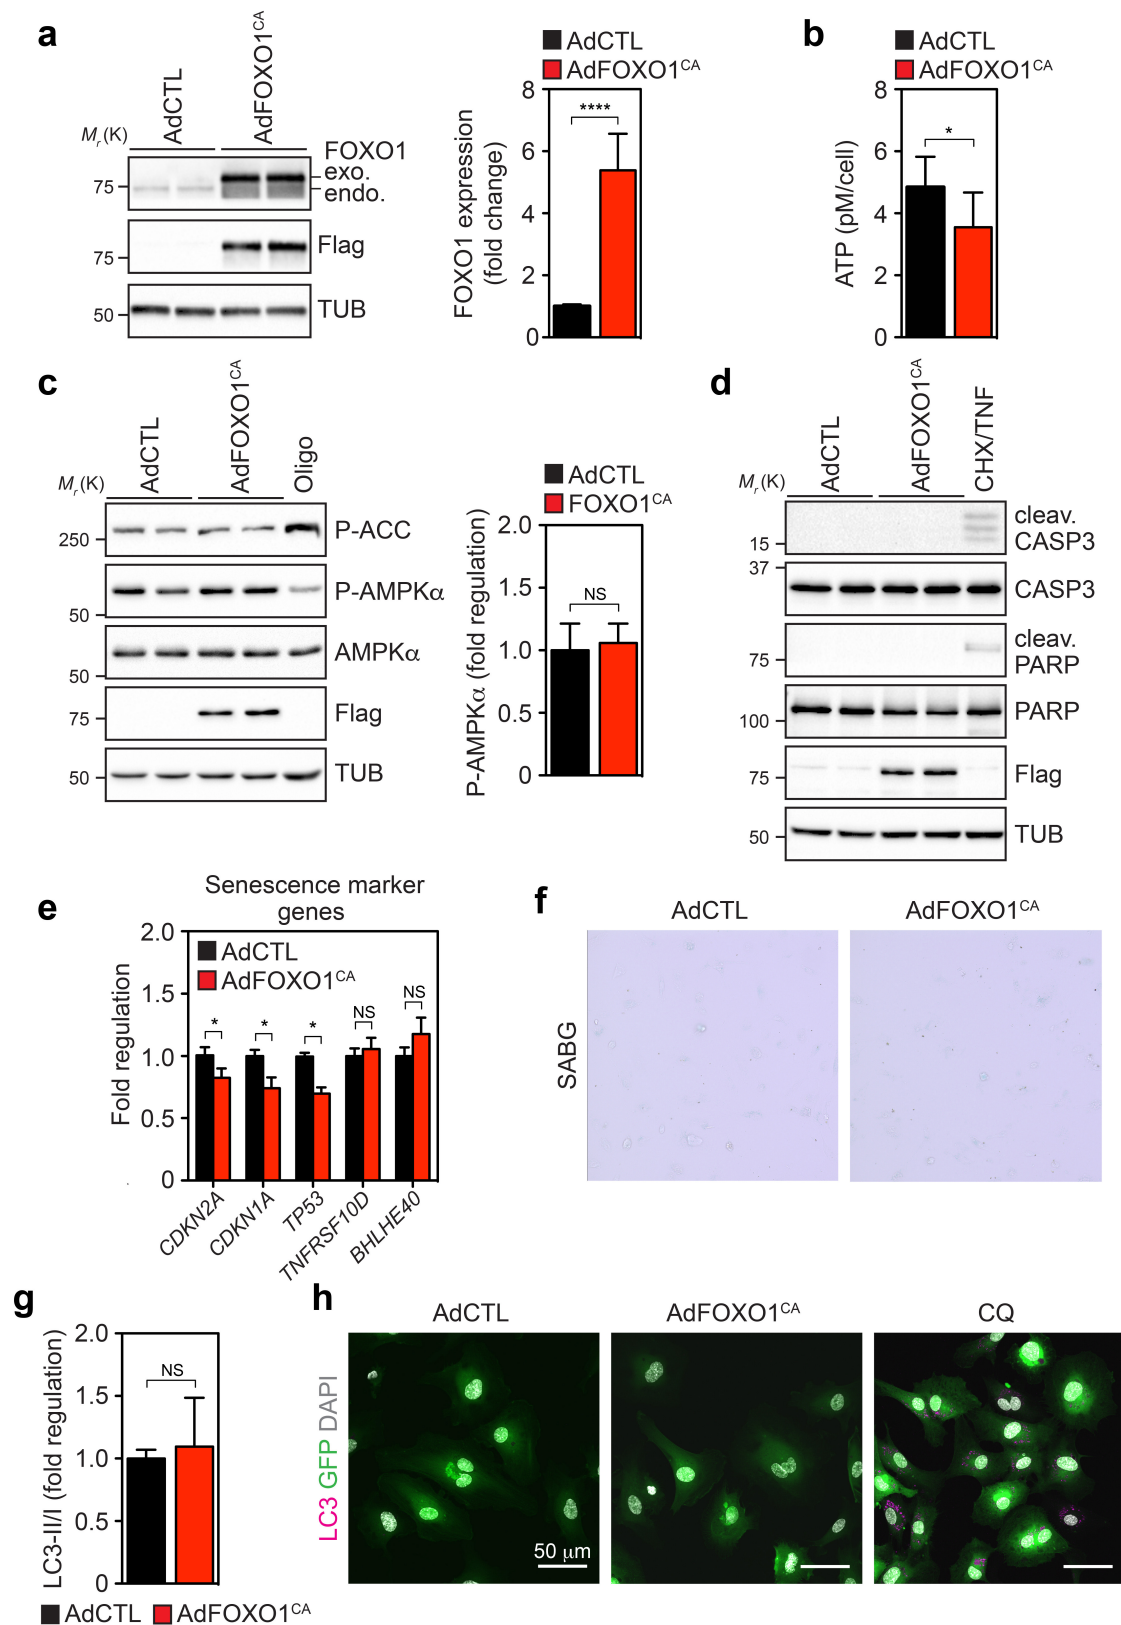 a
AdCTL
AdFOXO1CA
Mr (K)
FOXO1
exo.
endo.
75
Flag
75
TUB
50
AdCTL
AdFOXO1CA
FOXO1 expression
(fold change)
8
6
4
2
0
****
b
AdCTL
AdFOXO1CA
ATP (pM/cell)
8
6
4
2
0
*
c
AdCTL
AdFOXO1CA
Oligo
Mr (K)
250
P-ACC
P-AMPKα
50
AMPKα
50
Flag
75
TUB
50
AdCTL
FOXO1CA
P-AMPKα (fold regulation)
2.0
1.5
1.0
0.5
0
NS
d
AdCTL
AdFOXO1CA
CHX/TNF
Mr (K)
cleav.
CASP3
15
37
CASP3
cleav.
PARP
75
PARP
100
Flag
75
TUB
50
e
Senescence marker
genes
AdCTL
AdFOXO1CA
Fold regulation
2.0
1.5
1.0
0.5
0
*
*
*
NS
NS
CDKN2A
CDKN1A
TP53
TNFRSF10D
BHLHE40
f
AdCTL
AdFOXO1CA
SABG
g
LC3-II/I (fold regulation)
2.0
1.5
1.0
0.5
0
NS
AdCTL
AdFOXO1CA
h
AdCTL
AdFOXO1CA
CQ
LC3 GFP DAPI
50 μm